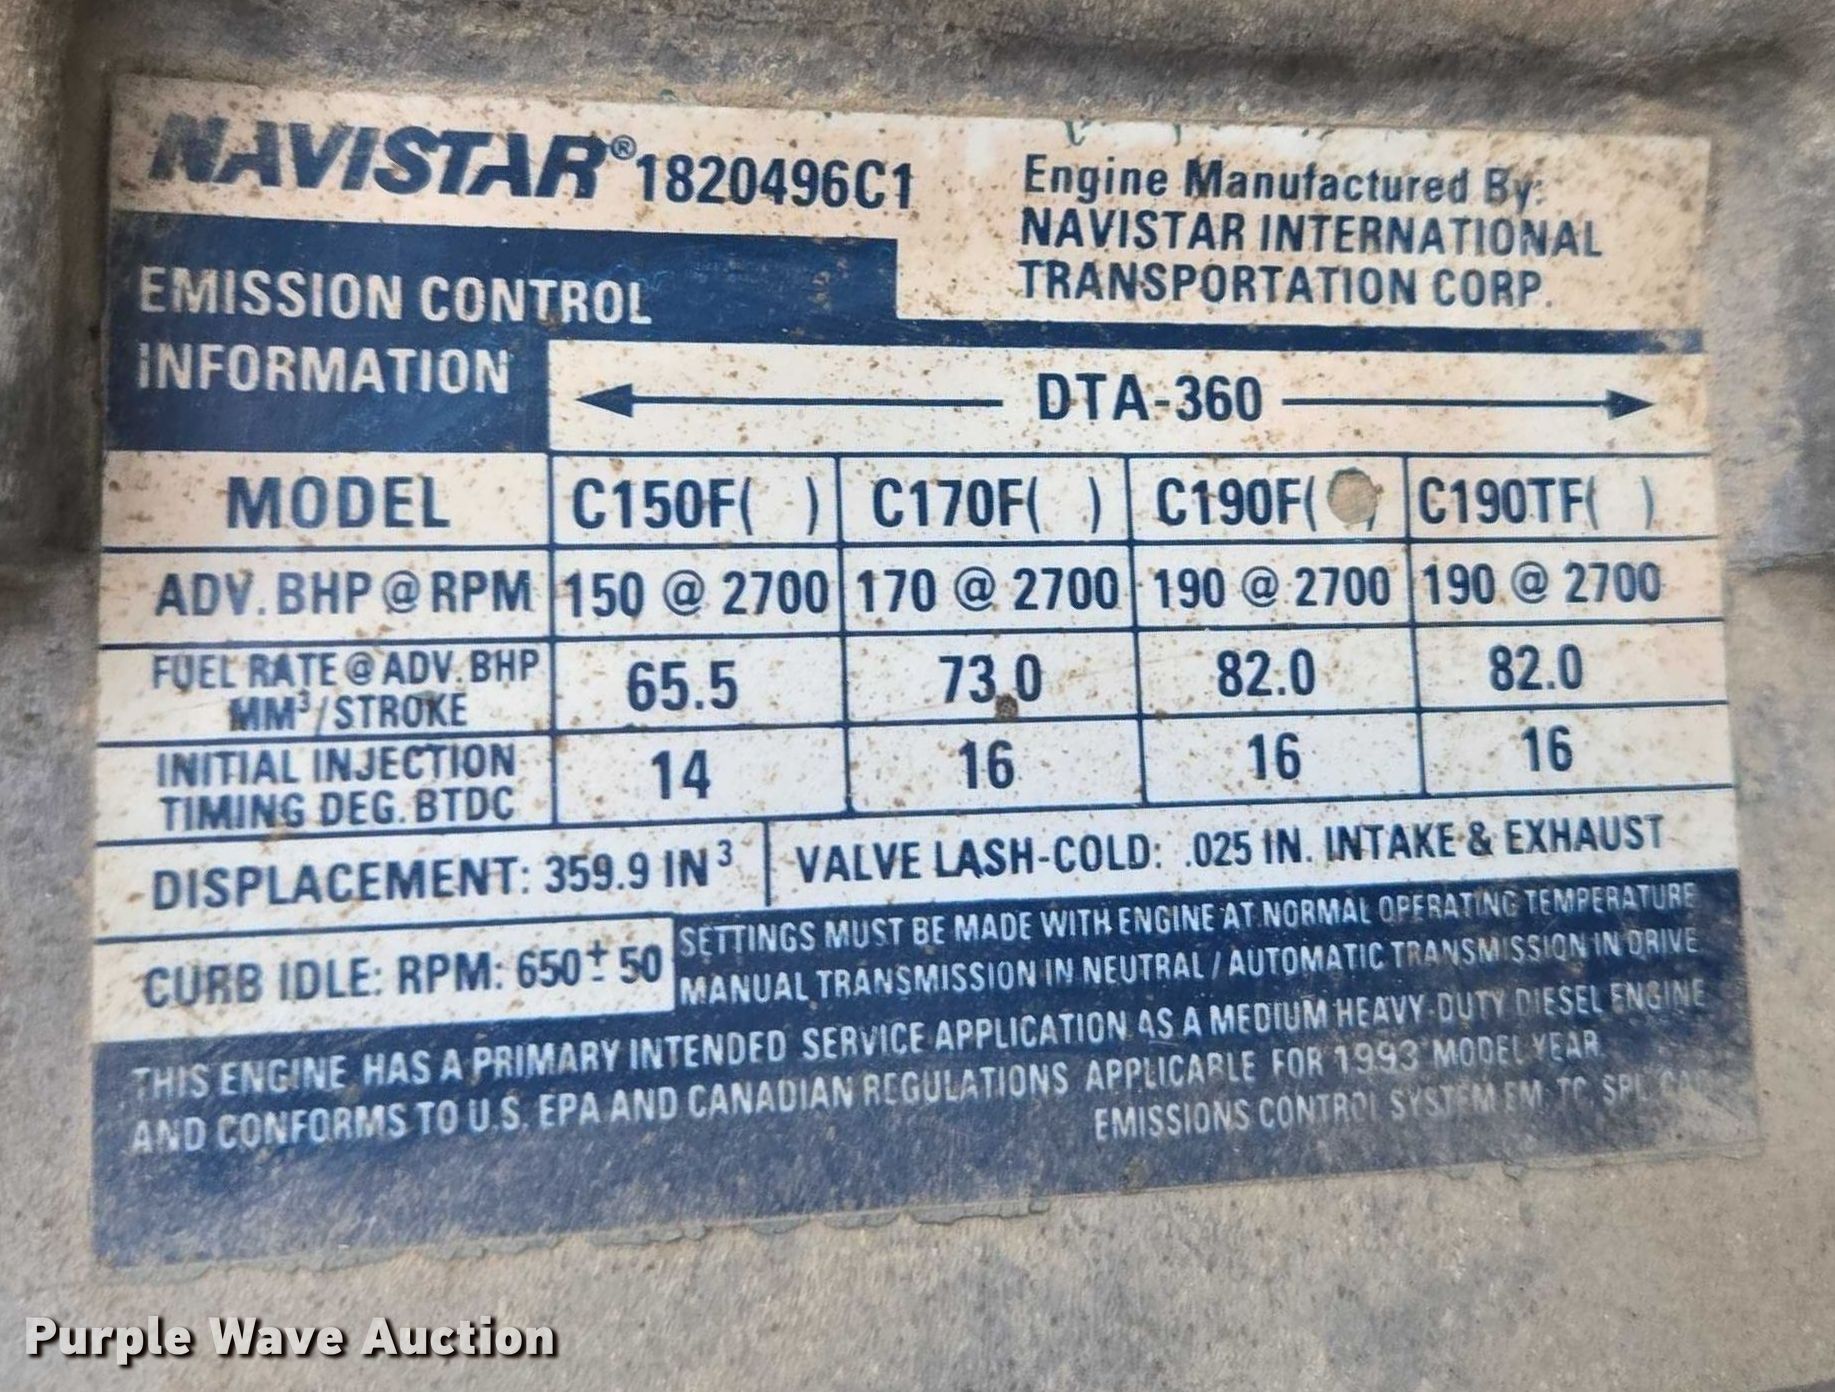 NAVISTAR® 1820496C1
Engine Manufactured By:
NAVISTAR INTERNATIONAL
TRANSPORTATION CORP.
EMISSION CONTROL
INFORMATION
DTA-360
MODEL C150F( ) C170F( ) C190F( ) C190TF( )
ADV. BHP @ RPM 150 @ 2700 170 @ 2700 190 @ 2700 190 @ 2700
FUEL RATE @ ADV. BHP
MM³/STROKE 65.5 73.0 82.0 82.0
INITIAL INJECTION
TIMING DEG. BTDC 14 16 16 16
DISPLACEMENT: 359.9 IN³ VALVE LASH-COLD: .025 IN. INTAKE & EXHAUST
CURB IDLE: RPM: 650 ± 50
SETTINGS MUST BE MADE WITH ENGINE AT NORMAL OPERATING TEMPERATURE
MANUAL TRANSMISSION IN NEUTRAL / AUTOMATIC TRANSMISSION IN DRIVE
THIS ENGINE HAS A PRIMARY INTENDED SERVICE APPLICATION AS A MEDIUM HEAVY-DUTY DIESEL ENGINE
AND CONFORMS TO U.S. EPA AND CANADIAN REGULATIONS APPLICABLE FOR 1993 MODEL YEAR
EMISSIONS CONTROL SYSTEM EM, TC, SPL,
Purple Wave Auction